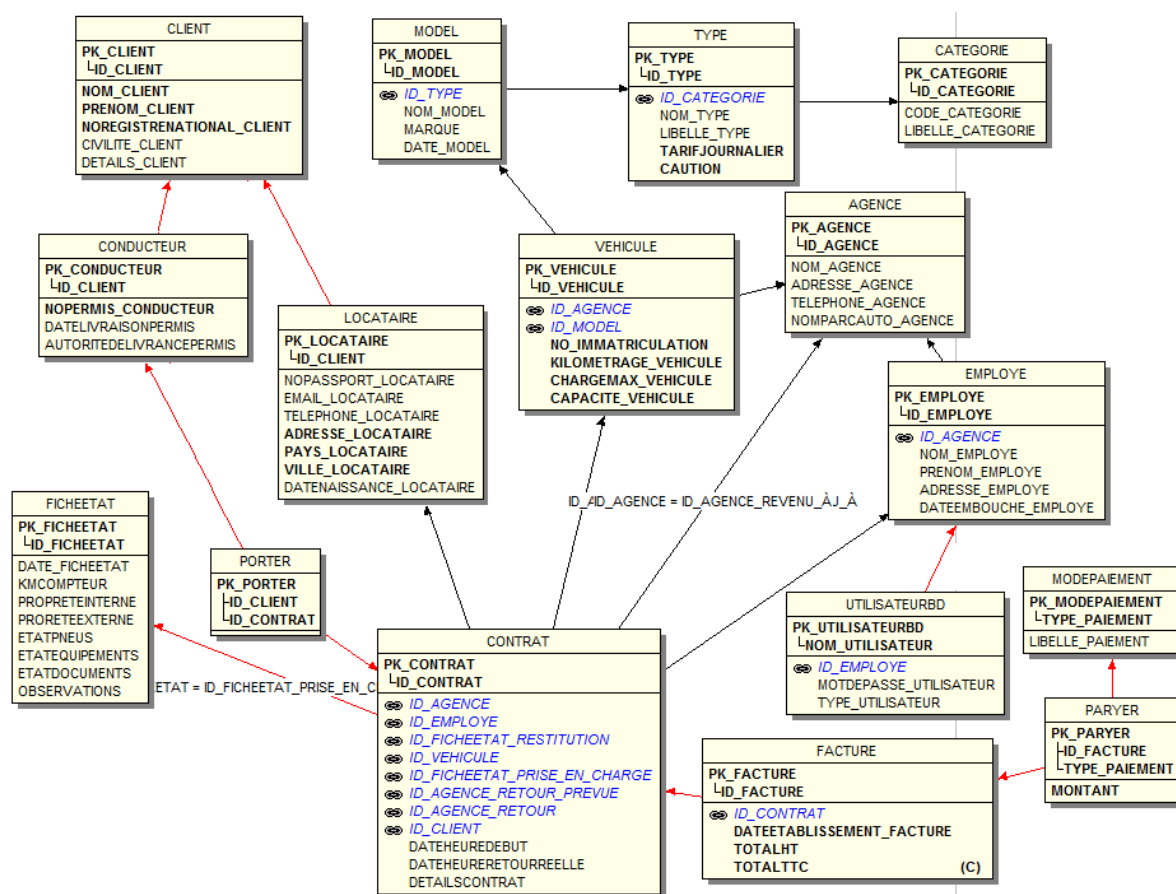 CLIENT
PK_CLIENT
ID_CLIENT
NOM_CLIENT
PRENOM_CLIENT
NOREGISTRENATIONAL_CLIENT
CIVILITE_CLIENT
DETAILS_CLIENT
MODEL
PK_MODEL
ID_MODEL
ID_TYPE
NOM_MODEL
MARQUE
DATE_MODEL
TYPE
PK_TYPE
ID_TYPE
ID_CATEGORIE
NOM_TYPE
LIBELLE_TYPE
TARIFJOURNALIER
CAUTION
CATEGORIE
PK_CATEGORIE
ID_CATEGORIE
CODE_CATEGORIE
LIBELLE_CATEGORIE
CONDUCTEUR
PK_CONDUCTEUR
ID_CLIENT
NOPERMIS_CONDUCTEUR
DATELIVRAISONPERMIS
AUTORITEDELIVRANCEPERMIS
LOCATAIRE
PK_LOCATAIRE
ID_CLIENT
NOPASSPORT_LOCATAIRE
EMAIL_LOCATAIRE
TELEPHONE_LOCATAIRE
ADRESSE_LOCATAIRE
PAYS_LOCATAIRE
VILLE_LOCATAIRE
DATENAISSANCE_LOCATAIRE
VEHICULE
PK_VEHICULE
ID_VEHICULE
ID_AGENCE
ID_MODEL
NO_IMMATRICULATION
KILOMETRAGE_VEHICULE
CHARGEMAX_VEHICULE
CAPACITE_VEHICULE
AGENCE
PK_AGENCE
ID_AGENCE
NOM_AGENCE
ADRESSE_AGENCE
TELEPHONE_AGENCE
NOMPARCAUTO_AGENCE
EMPLOYE
PK_EMPLOYE
ID_EMPLOYE
ID_AGENCE
NOM_EMPLOYE
PRENOM_EMPLOYE
ADRESSE_EMPLOYE
DATEEMBOUCHE_EMPLOYE
ID_AID_AGENCE = ID_AGENCE_REVENU_ÀJ_À
FICHEETAT
PK_FICHEETAT
ID_FICHEETAT
DATE_FICHEETAT
KMCOMPTEUR
PROPRETEINTERNE
PRORETEEXTERNE
ETATPNEUS
ETATEQUIPEMENTS
ETATDOCUMENTS
OBSERVATIONS
ETAT = ID_FICHEETAT_PRISE_EN_C
PORTER
PK_PORTER
ID_CLIENT
ID_CONTRAT
CONTRAT
PK_CONTRAT
ID_CONTRAT
ID_AGENCE
ID_EMPLOYE
ID_FICHEETAT_RESTITUTION
ID_VEHICULE
ID_FICHEETAT_PRISE_EN_CHARGE
ID_AGENCE_RETOUR_PREVUE
ID_AGENCE_RETOUR
ID_CLIENT
DATEHEUREDEBUT
DATEHEURERETOURREELLE
DETAILSCONTRAT
UTILISATEURBD
PK_UTILISATEURBD
NOM_UTILISATEUR
ID_EMPLOYE
MOTDEPASSE_UTILISATEUR
TYPE_UTILISATEUR
MODEPAIEMENT
PK_MODEPAIEMENT
TYPE_PAIEMENT
LIBELLE_PAIEMENT
PARYER
PK_PARYER
ID_FACTURE
TYPE_PAIEMENT
MONTANT
FACTURE
PK_FACTURE
ID_FACTURE
ID_CONTRAT
DATEETABLISSEMENT_FACTURE
TOTALHT
TOTALTTC (C)